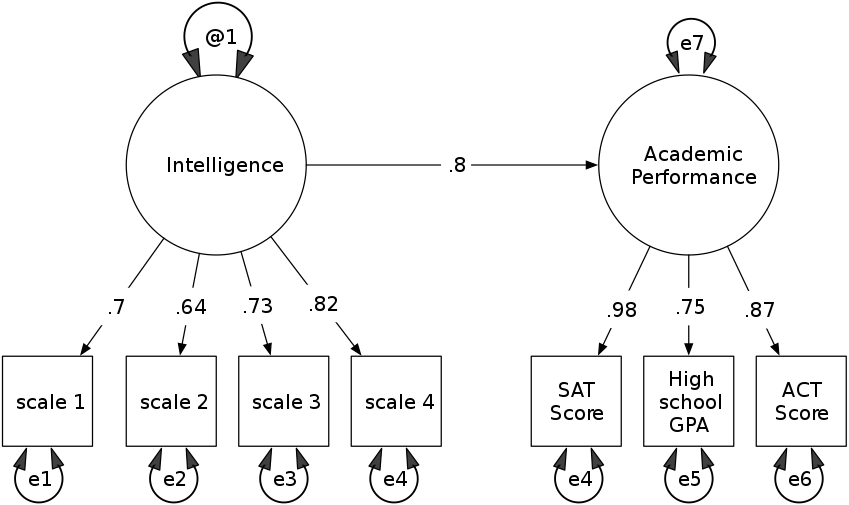 @1
e7
Intelligence
.8
Academic
Performance
.7
.64
.73
.82
.98
.75
.87
scale 1
scale 2
scale 3
scale 4
SAT
Score
High
school
GPA
ACT
Score
e1
e2
e3
e4
e4
e5
e6